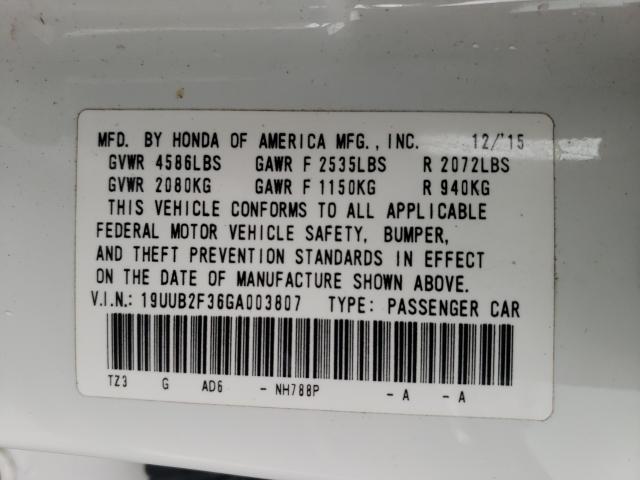 MFD. BY HONDA OF AMERICA MFG., INC. 12/'15
GVWR 4586LBS GAWR F 2535LBS R 2072LBS
GVWR 2080KG GAWR F 1150KG R 940KG
THIS VEHICLE CONFORMS TO ALL APPLICABLE
FEDERAL MOTOR VEHICLE SAFETY, BUMPER,
AND THEFT PREVENTION STANDARDS IN EFFECT
ON THE DATE OF MANUFACTURE SHOWN ABOVE.
V.I.N.: 19UUB2F36GA003807 TYPE: PASSENGER CAR
TZ3 G AD6 - NH788P - A - A